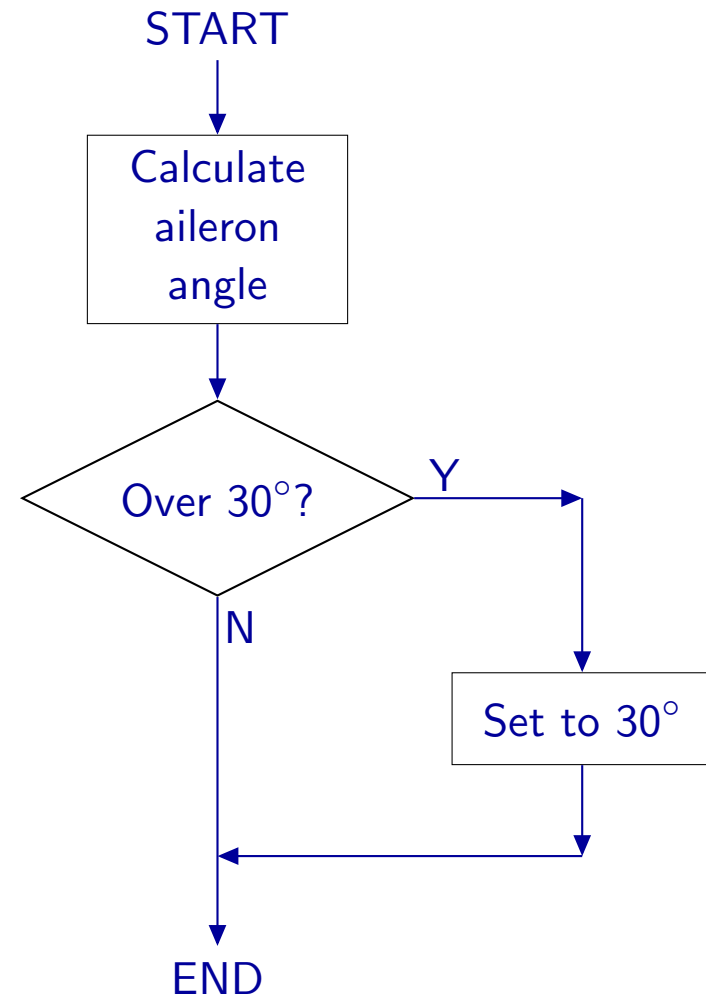 START
Calculate
aileron
angle
Over 30°?
Y
N
Set to 30°
END